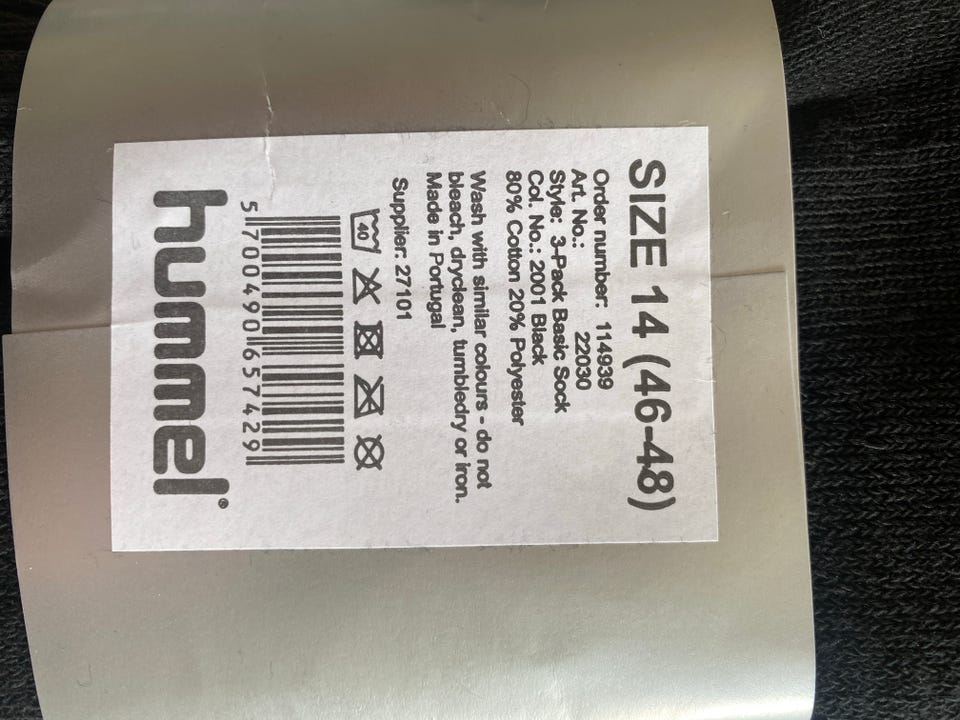 SIZE 14 (46-48)
Order number: 114939
Art. No.: 22030
Style: 3-Pack Basic Sock
Col. No.: 2001 Black
80% Cotton 20% Polyester
Wash with similar colours - do not
bleach, dryclean, tumbledry or iron.
Made in Portugal
Supplier: 27101
40
5 700490 657429
hummel®